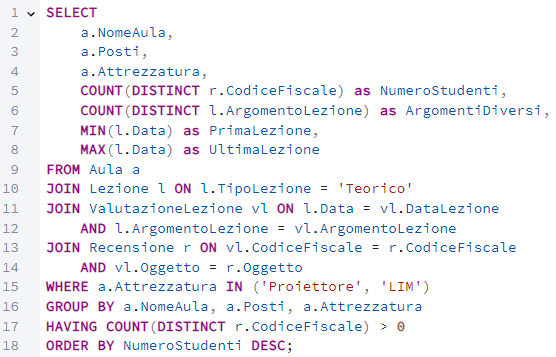 1 SELECT
2 a.NomeAula,
3 a.Posti,
4 a.Attrezzatura,
5 COUNT(DISTINCT r.CodiceFiscale) as NumeroStudenti,
6 COUNT(DISTINCT l.ArgomentoLezione) as ArgomentiDiversi,
7 MIN(l.Data) as PrimaLezione,
8 MAX(l.Data) as UltimaLezione
9 FROM Aula a
10 JOIN Lezione l ON l.TipoLezione = 'Teorico'
11 JOIN ValutazioneLezione vl ON l.Data = vl.DataLezione
12 AND l.ArgomentoLezione = vl.ArgomentoLezione
13 JOIN Recensione r ON vl.CodiceFiscale = r.CodiceFiscale
14 AND vl.Oggetto = r.Oggetto
15 WHERE a.Attrezzatura IN ('Proiettore', 'LIM')
16 GROUP BY a.NomeAula, a.Posti, a.Attrezzatura
17 HAVING COUNT(DISTINCT r.CodiceFiscale) > 0
18 ORDER BY NumeroStudenti DESC;